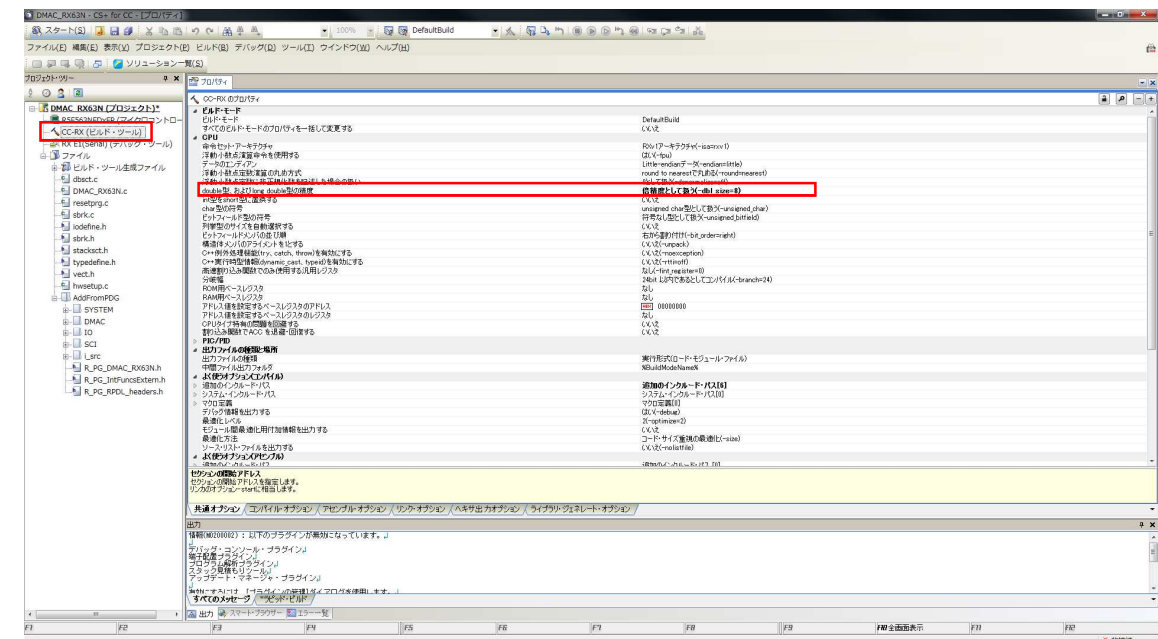 DMAC_RX63N - CS+ for CC - [プロパティ]
スタート(S) 100% DefaultBuild
ファイル(F) 編集(E) 表示(V) プロジェクト(P) ビルド(B) デバッグ(D) ツール(T) ウインドウ(W) ヘルプ(H)
ソリューション一覧(S)
プロジェクト・ツリー
DMAC_RX63N (プロジェクト)*
CC-RX (ビルド・ツール)
RX E1(Serial) (デバッグ・ツール)
ファイル
ビルド・ツール生成ファイル
dbsct.c
DMAC_RX63N.c
resetprg.c
sbrk.c
iodefine.h
sbrk.h
stacksct.h
typedefine.h
vect.h
hwsetup.c
AddFromPDG
SYSTEM
DMAC
IO
SCI
i_src
R_PG_DMAC_RX63N.h
R_PG_IntFuncsExtern.h
R_PG_RPDL_headers.h
プロパティ
CC-RX のプロパティ
ビルド・モード
ビルド・モード DefaultBuild
すべてのビルド・モードのプロパティを一括して変更する いいえ
CPU
命令セット・アーキテクチャ RXv1アーキテクチャ(-isa=rxv1)
浮動小数点演算命令を使用する はい(-fpu)
データのエンディアン Little-endianデータ(-endian=little)
浮動小数点定数演算の丸め方式 round to nearestで丸める(-round=nearest)
double型、およびlong double型の精度 倍精度として扱う(-dbl_size=8)
int型をshort型に置換する いいえ
char型の符号 unsigned char型として扱う(-unsigned_char)
ビットフィールド型の符号 符号なし型として扱う(-unsigned_bitfield)
列挙型のサイズを自動選択する いいえ
ビットフィールドメンバの並び順 右から割り付け(-bit_order=right)
構造体メンバのアライメントを1とする いいえ(-unpack)
C++例外処理機能(try, catch, throw)を有効にする いいえ(-noexception)
C++実行時型情報(dynamic_cast, typeid)を有効にする いいえ(-rtti=off)
高速割り込み関数でのみ使用する汎用レジスタ なし(-fint_register=0)
分岐幅 24bit 以内であるとしてコンパイル(-branch=24)
ROM用ベースレジスタ なし
RAM用ベースレジスタ なし
アドレス値を設定するベースレジスタのアドレス 00000000
アドレス値を設定するベースレジスタのレジスタ なし
CPUタイプ特有の問題を回避する いいえ
割り込み関数でACC を退避・回復する いいえ
PIC/PID
出力ファイルの種類と場所
出力ファイルの種類 実行形式(ロード・モジュール・ファイル)
中間ファイル出力フォルダ %BuildModeName%
よく使うオプション(コンパイル)
追加のインクルード・パス 追加のインクルード・パス[6]
システム・インクルード・パス システム・インクルード・パス[0]
マクロ定義 マクロ定義[0]
デバッグ情報を出力する はい(-debug)
最適化レベル 2(-optimize=2)
モジュール間最適化用付加情報を出力する いいえ
最適化方法 コード・サイズ重視の最適化(-size)
ソース・リスト・ファイルを出力する いいえ(-nolistfile)
よく使うオプション(アセンブル)
追加のインクルード・パス 追加のインクルード・パス[0]
セクションの開始アドレス
セクションの開始アドレスを指定します。
リンカのオプション-startに相当します。
共通オプション コンパイル・オプション アセンブル・オプション リンク・オプション ヘキサ出力オプション ライブラリ・ジェネレート・オプション
出力
情報(M0200002) : 以下のプラグインが無効になっています。
デバッグ・コンソール・プラグイン
端子配置プラグイン
プログラム解析プラグイン
スタック見積もりツール
アップデート・マネージャ・プラグイン
有効にするには、[プラグインの管理]ダイアログを使用します。
すべてのメッセージ *ラピッド・ビルド
出力 スマート・ブラウザー エラー一覧
F1 F2 F3 F4 F5 F6 F7 F8 F9 F10 全画面表示 F11 F12